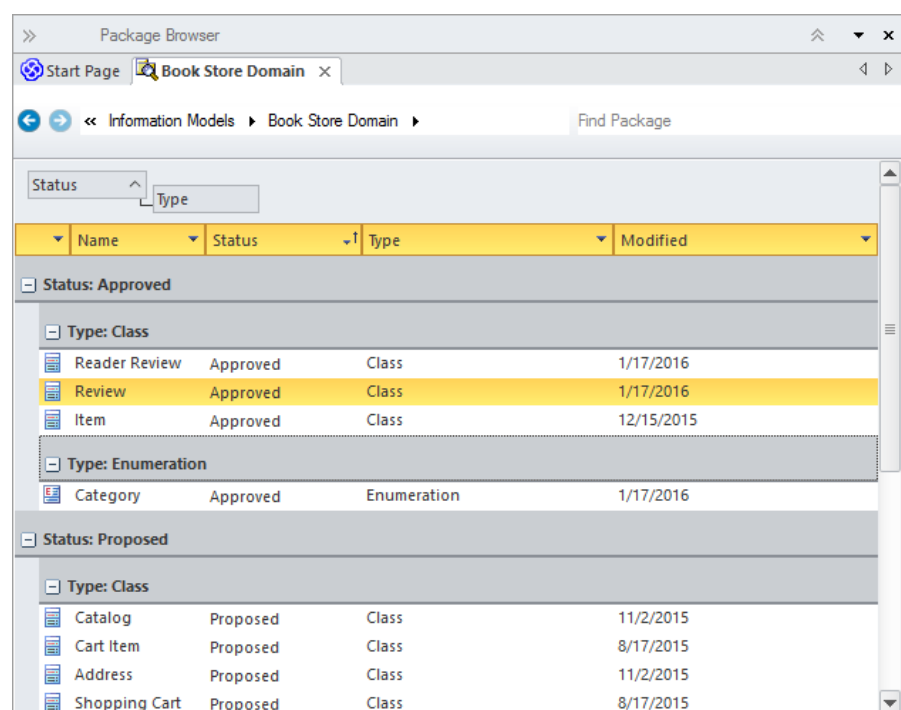 Package Browser
Start Page Book Store Domain
« Information Models Book Store Domain Find Package
Status
Type
Name Status Type Modified
Status: Approved
Type: Class
Reader Review Approved Class 1/17/2016
Review Approved Class 1/17/2016
Item Approved Class 12/15/2015
Type: Enumeration
Category Approved Enumeration 1/17/2016
Status: Proposed
Type: Class
Catalog Proposed Class 11/2/2015
Cart Item Proposed Class 8/17/2015
Address Proposed Class 11/2/2015
Shopping Cart Proposed Class 8/17/2015